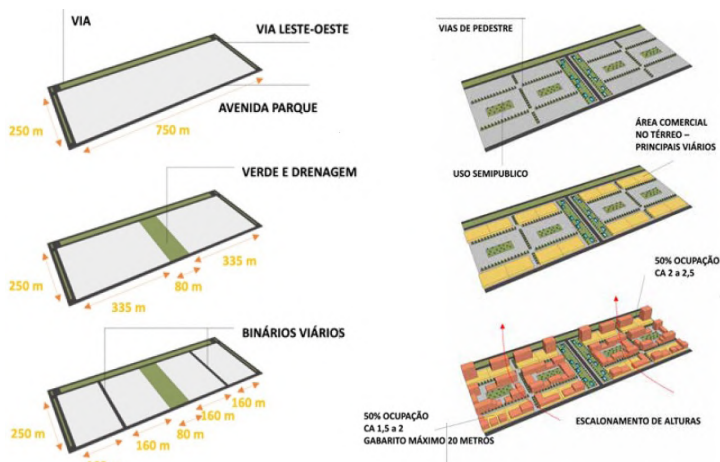 VIA
VIA LESTE-OESTE
AVENIDA PARQUE
250 m
750 m
VERDE E DRENAGEM
250 m
335 m
80 m
335 m
BINÁRIOS VIÁRIOS
250 m
160 m
80 m
160 m
160 m
VIAS DE PEDESTRE
USO SEMIPUBLICO
ÁREA COMERCIAL
NO TÉRREO –
PRINCIPAIS VIÁRIOS
50% OCUPAÇÃO
CA 2 a 2,5
50% OCUPAÇÃO
CA 1,5 a 2
GABARITO MÁXIMO 20 METROS
ESCALONAMENTO DE ALTURAS